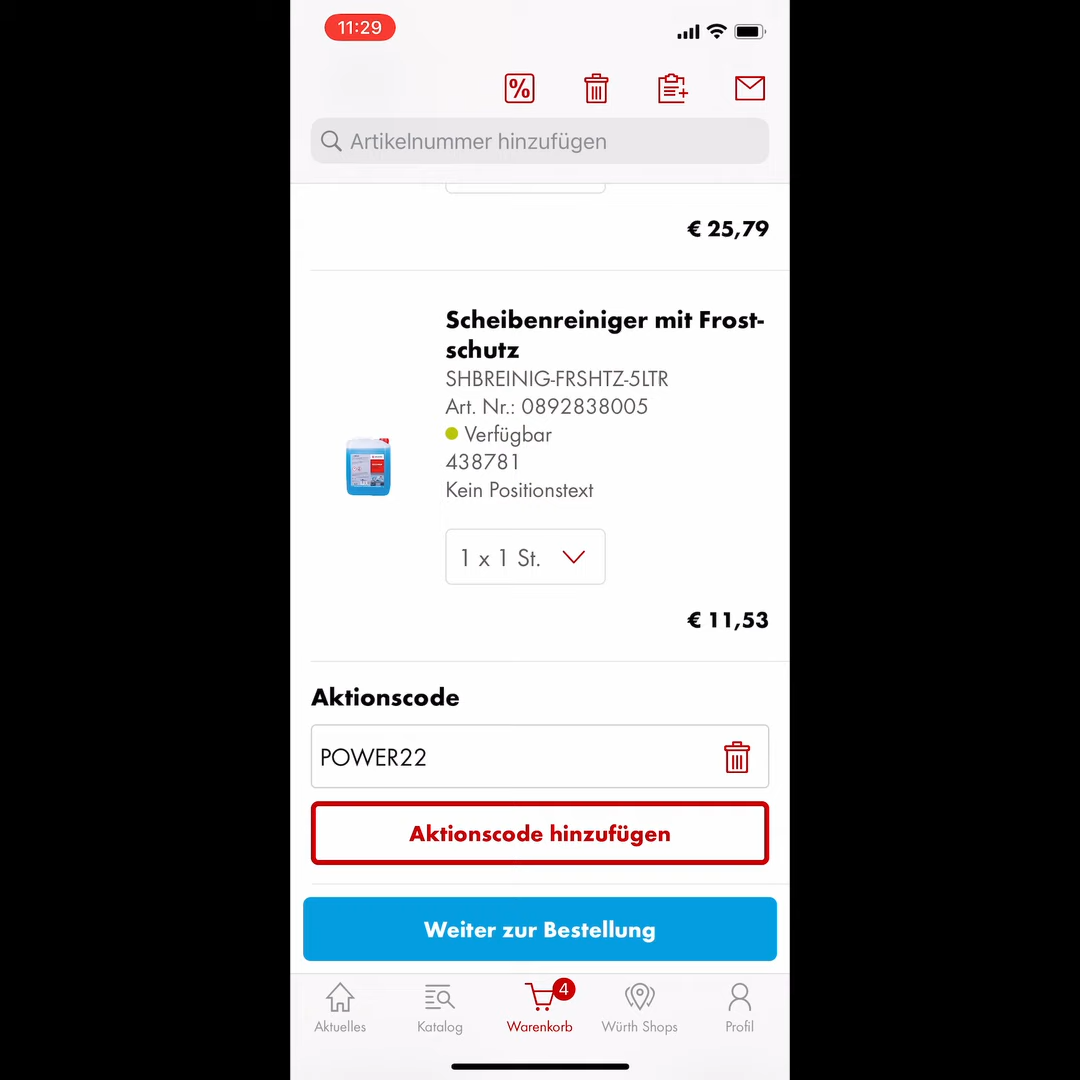 11:29
%
Artikelnummer hinzufügen
€ 25,79
Scheibenreiniger mit Frost-
schutz
SHBREINIG-FRSHTZ-5LTR
Art. Nr.: 0892838005
Verfügbar
438781
Kein Positionstext
1 x 1 St.
€ 11,53
Aktionscode
POWER22
Aktionscode hinzufügen
Weiter zur Bestellung
4
Aktuelles Katalog Warenkorb Würth Shops Profil